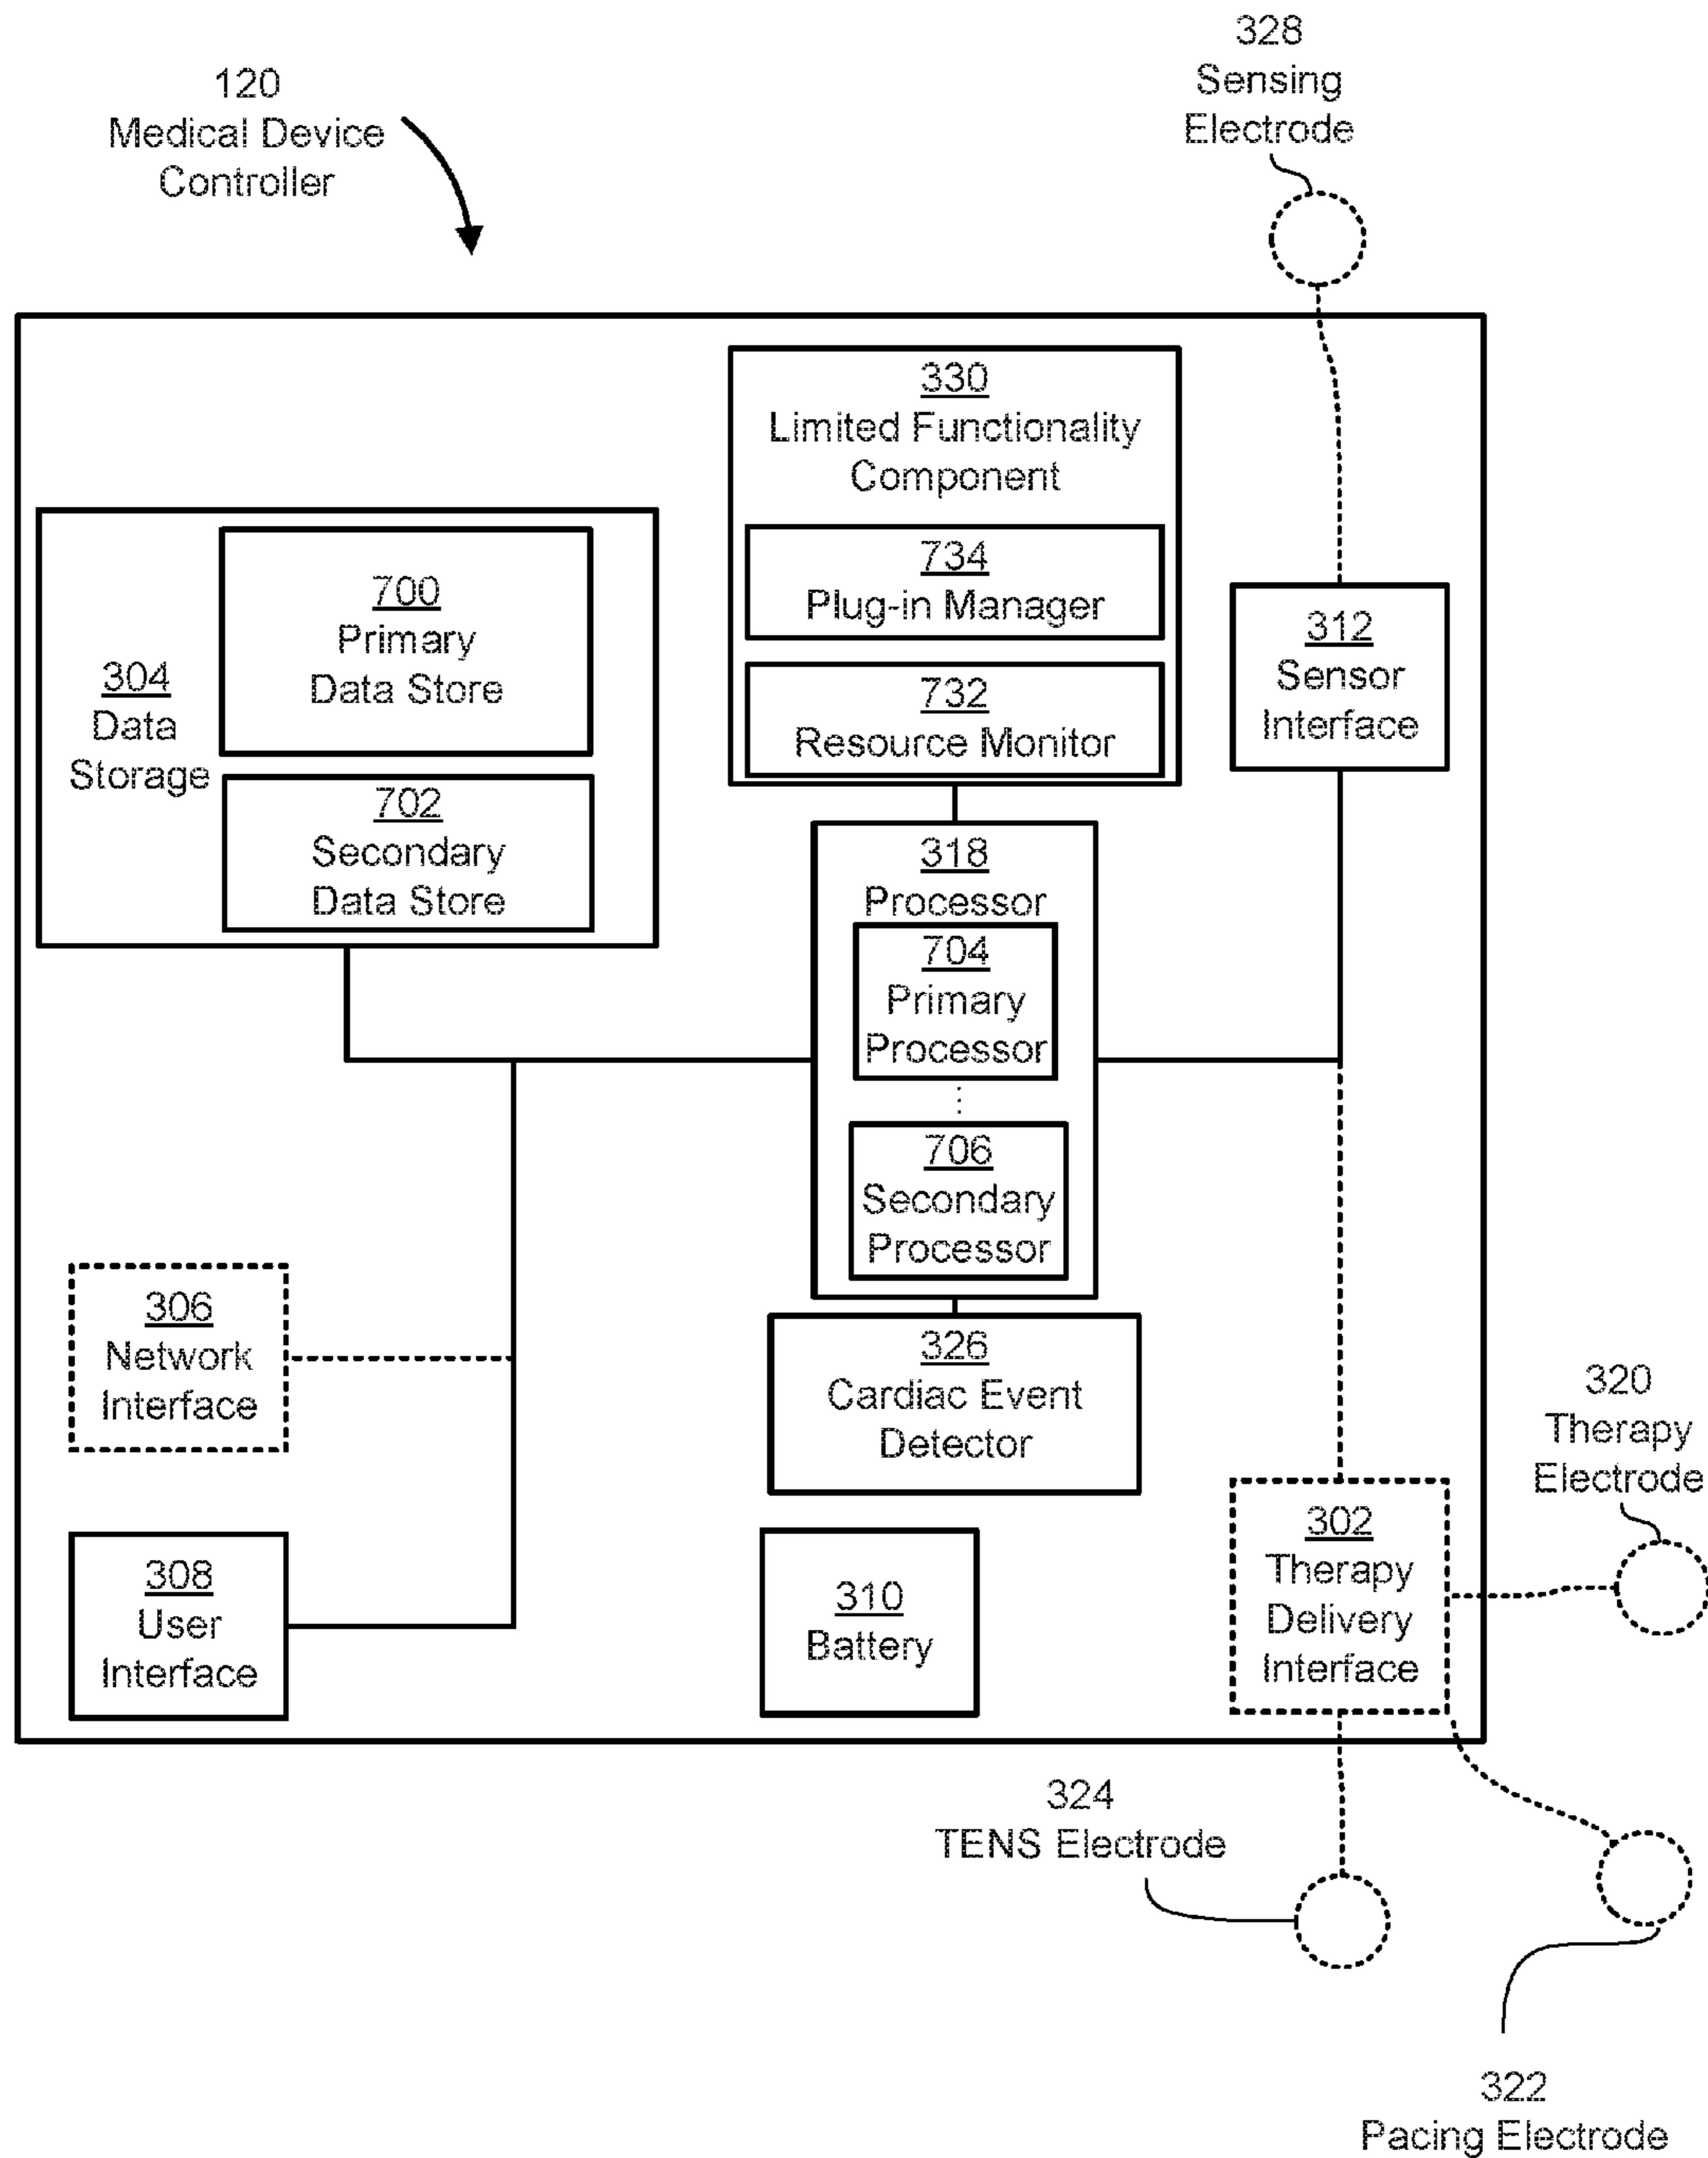 328
Sensing
Electrode
120
Medical Device
Controller
330
Limited Functionality
Component
734
Plug-in Manager
732
Resource Monitor
304
Data
Storage
700
Primary
Data Store
702
Secondary
Data Store
312
Sensor
Interface
318
Processor
704
Primary
Processor
706
Secondary
Processor
306
Network
Interface
326
Cardiac Event
Detector
320
Therapy
Electrode
308
User
Interface
310
Battery
302
Therapy
Delivery
Interface
324
TENS Electrode
322
Pacing Electrode